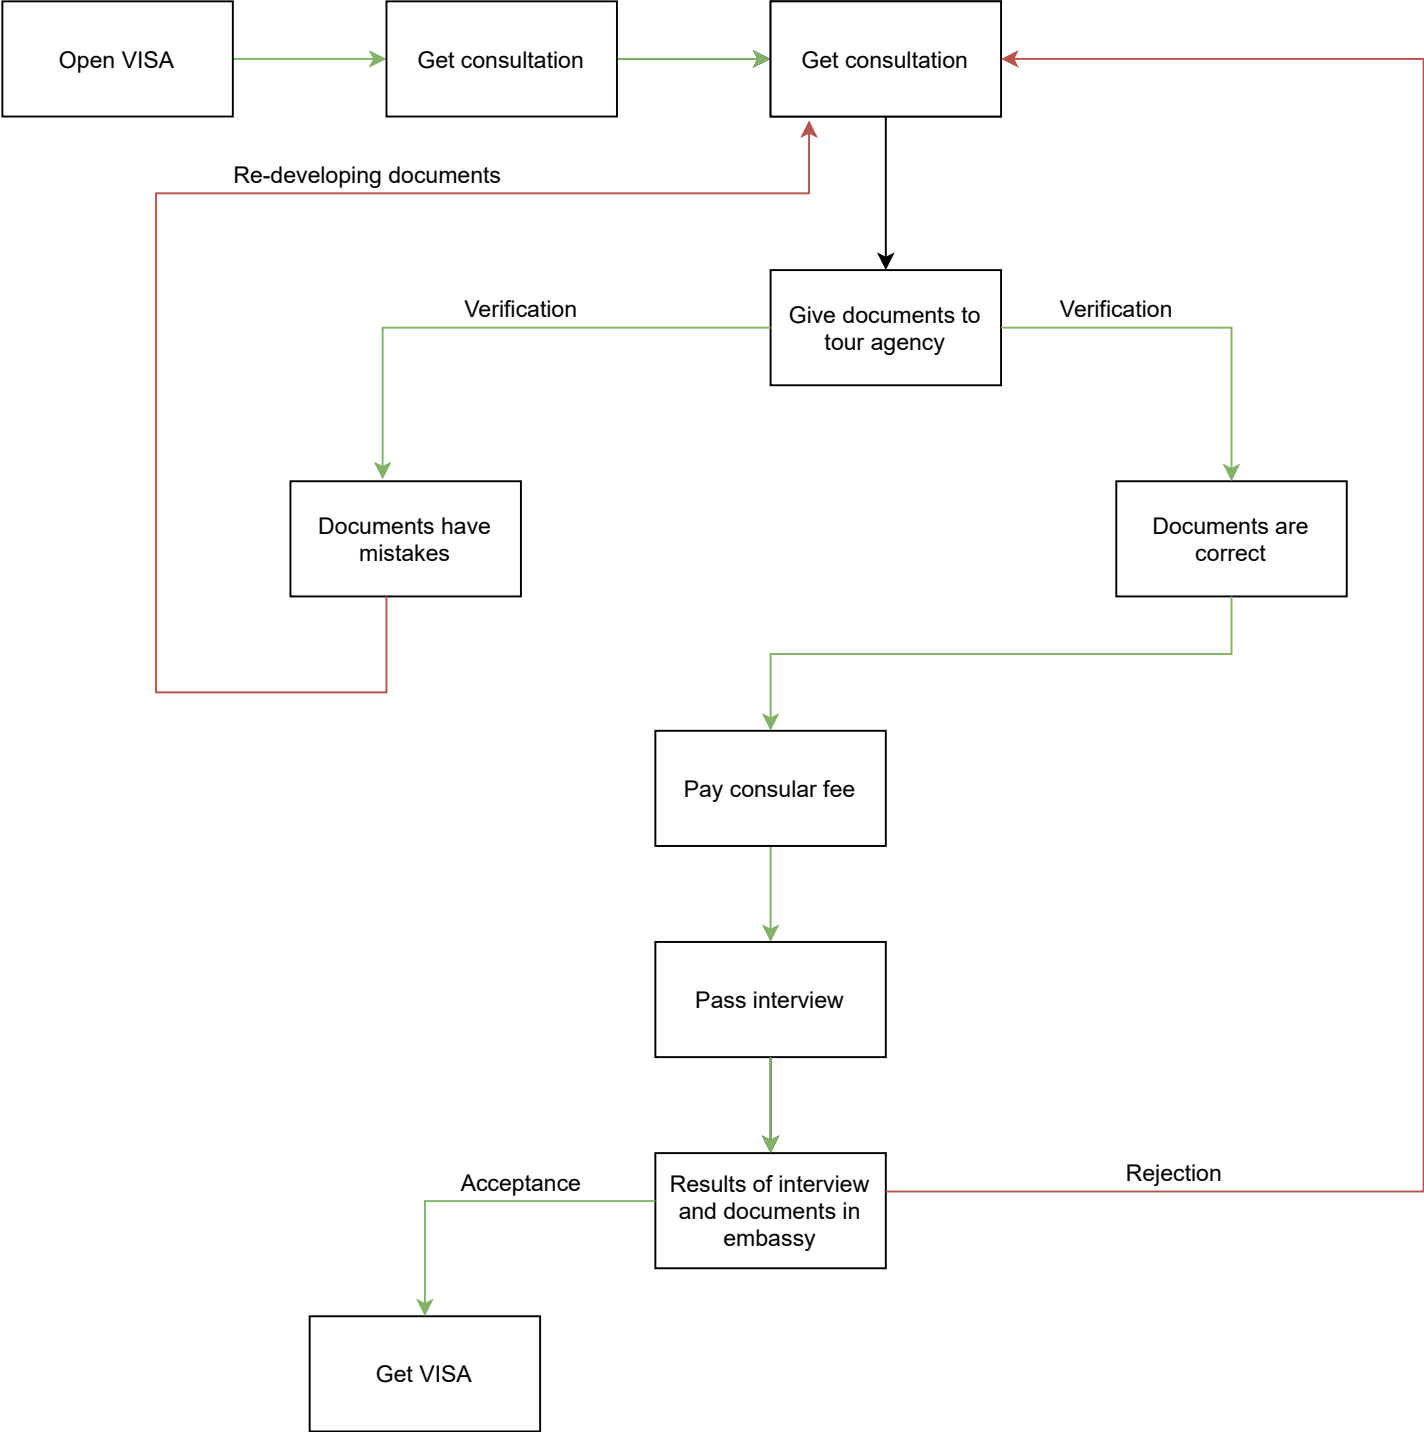 Open VISA
Get consultation
Get consultation
Re-developing documents
Verification
Give documents to
tour agency
Verification
Documents have
mistakes
Documents are
correct
Pay consular fee
Pass interview
Acceptance
Results of interview
and documents in
embassy
Rejection
Get VISA